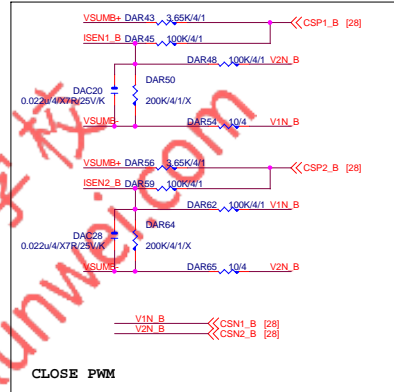 VSUMB+ DAR43 3.65K/4/1
CSP1_B [28]
ISEN1_B DAR45 100K/4/1
DAR48 100K/4/1 V2N_B
DAC20 DAR50
0.022u/4/X7R/25V/K 200K/4/1/X
VSUMB- DAR54 10/4 V1N_B
VSUMB+ DAR56 3.65K/4/1
CSP2_B [28]
ISEN2_B DAR59 100K/4/1
DAR62 100K/4/1 V1N_B
DAC28 DAR64
0.022u/4/X7R/25V/K 200K/4/1/X
VSUMB- DAR65 10/4 V2N_B
V1N_B CSN1_B [28]
V2N_B CSN2_B [28]
CLOSE PWM
unwei.com